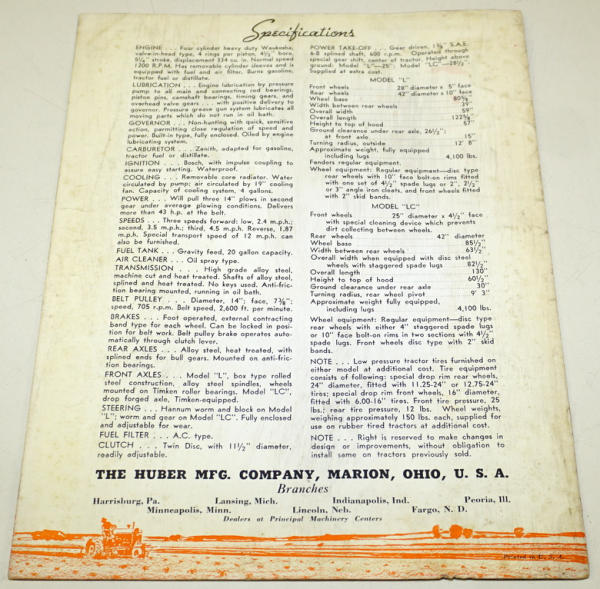 Specifications
ENGINE . . . Four cylinder heavy duty Waukesha,
valve-in-head type, 4 rings per piston, 4½" bore,
5¼" stroke, displacement 334 cu. in. Normal speed
1200 R.P.M. Has removable cylinder sleeves and is
equipped with fuel and air filter. Burns gasoline,
tractor fuel or distillate.
LUBRICATION . . . Engine lubrication by pressure
pump to all main and connecting rod bearings,
piston pins, camshaft bearings, timing gears, and
overhead valve gears . . . with positive delivery to
governor. Pressure grease gun system lubricates all
moving parts which do not run in oil bath.
GOVERNOR . . . Non-hunting with quick, sensitive
action, permitting close regulation of speed and
power. Built-in type, fully enclosed. Oiled by engine
lubricating system.
CARBURETOR . . . Zenith, adapted for gasoline,
tractor fuel or distillate.
IGNITION . . . Bosch, with impulse coupling to
assure easy starting. Waterproof.
COOLING . . . Removable core radiator. Water
circulated by pump; air circulated by 19" cooling
fan. Capacity of cooling system, 4 gallons.
POWER . . . Will pull three 14" plows in second
gear under average plowing conditions. Delivers
more than 43 h.p. at the belt.
SPEEDS . . . Three speeds forward: low, 2.4 m.p.h.;
second, 3.5 m.p.h.; third, 4.5 m.p.h. Reverse, 1.87
m.p.h. Special transport speed of 12 m.p.h. can
also be furnished.
FUEL TANK . . Gravity feed, 20 gallon capacity.
AIR CLEANER . . . Oil spray type.
TRANSMISSION . . . High grade alloy steel,
machine cut and heat treated. Shafts of alloy steel,
splined and heat treated. No keys used. Anti-fric-
tion bearing mounted, running in oil bath.
BELT PULLEY . . . Diameter, 14"; face, 7⅜";
speed, 705 r.p.m. Belt speed, 2,600 ft. per minute.
BRAKES . . . Foot operated, external contracting
band type for each wheel. Can be locked in posi-
tion for belt work. Belt pulley brake operates auto-
matically through clutch lever.
REAR AXLES . . . Alloy steel, heat treated, with
splined ends for bull gears. Mounted on anti-fric-
tion bearings.
FRONT AXLES . . . Model "L", box type rolled
steel construction, alloy steel spindles, wheels
mounted on Timken roller bearings. Model "LC",
drop forged axle, Timken-equipped.
STEERING . . . Hannum worm and block on Model
"L"; worm and gear on Model "LC". Fully enclosed
and adjustable for wear.
FUEL FILTER . . . A.C. type.
CLUTCH . . . Twin Disc, with 11½" diameter,
readily adjustable.
POWER TAKE-OFF . . . Gear driven, 1⅜" S.A.E.
6-B splined shaft, 600 r.p.m. Operated through
special gear shift, center of tractor. Height above
ground: Model "L"—25"; Model "LC"—28½".
Supplied at extra cost.
MODEL "L"
Front wheels 28" diameter x 5" face
Rear wheels 42" diameter x 10" face
Wheel base
Width between rear wheels 39"
Overall width 59"
Overall length
Height to top of hood 57"
Ground clearance under rear axle, 26½";
at front axle 15"
Turning radius, outside 12' 8"
Approximate weight, fully equipped
including lugs 4,100 lbs.
Fenders regular equipment.
Wheel equipment: Regular equipment—disc type
rear wheels with 10" face bolt-on rims fitted
with one set of 4½" spade lugs or 2", 2½"
or 3" angle iron cleats, and front wheels fitted
with 2" skid bands.
MODEL "LC"
Front wheels 25" diameter x 4½" face
with special cleaning device which prevents
dirt collecting between wheels.
Rear wheels 42" diameter
Wheel base 85½"
Width between rear wheels 63½"
Overall width when equipped with disc steel
wheels with staggered spade lugs 82½"
Overall length 130"
Height to top of hood 60½"
Ground clearance under rear axle 30"
Turning radius, rear wheel pivot 9' 3"
Approximate weight fully equipped,
including lugs 4,100 lbs.
Wheel equipment: Regular equipment—disc type
rear wheels with either 4" staggered spade lugs
or 10" face bolt-on rims in two sections with 4½"
spade lugs. Front wheels disc type with 2" skid
bands.
NOTE . . . Low pressure tractor tires furnished on
either model at additional cost. Tire equipment
consists of following: special drop rim rear wheels,
24" diameter, fitted with 11.25-24" or 12.75-24"
tires; special drop rim front wheels, 16" diameter,
fitted with 6.00-16" tires. Front tire pressure, 25
lbs.; rear tire pressure, 12 lbs. Wheel weights,
weighing approximately 150 lbs. each, supplied for
use on rubber tired tractors at additional cost.
NOTE . . . Right is reserved to make changes in
design or improvements, without obligation to
install same on tractors previously sold.
THE HUBER MFG. COMPANY, MARION, OHIO, U. S. A.
Branches
Harrisburg, Pa. Lansing, Mich. Indianapolis, Ind. Peoria, Ill.
Minneapolis, Minn. Lincoln, Neb. Fargo, N. D.
Dealers at Principal Machinery Centers
Printed in U. S. A.